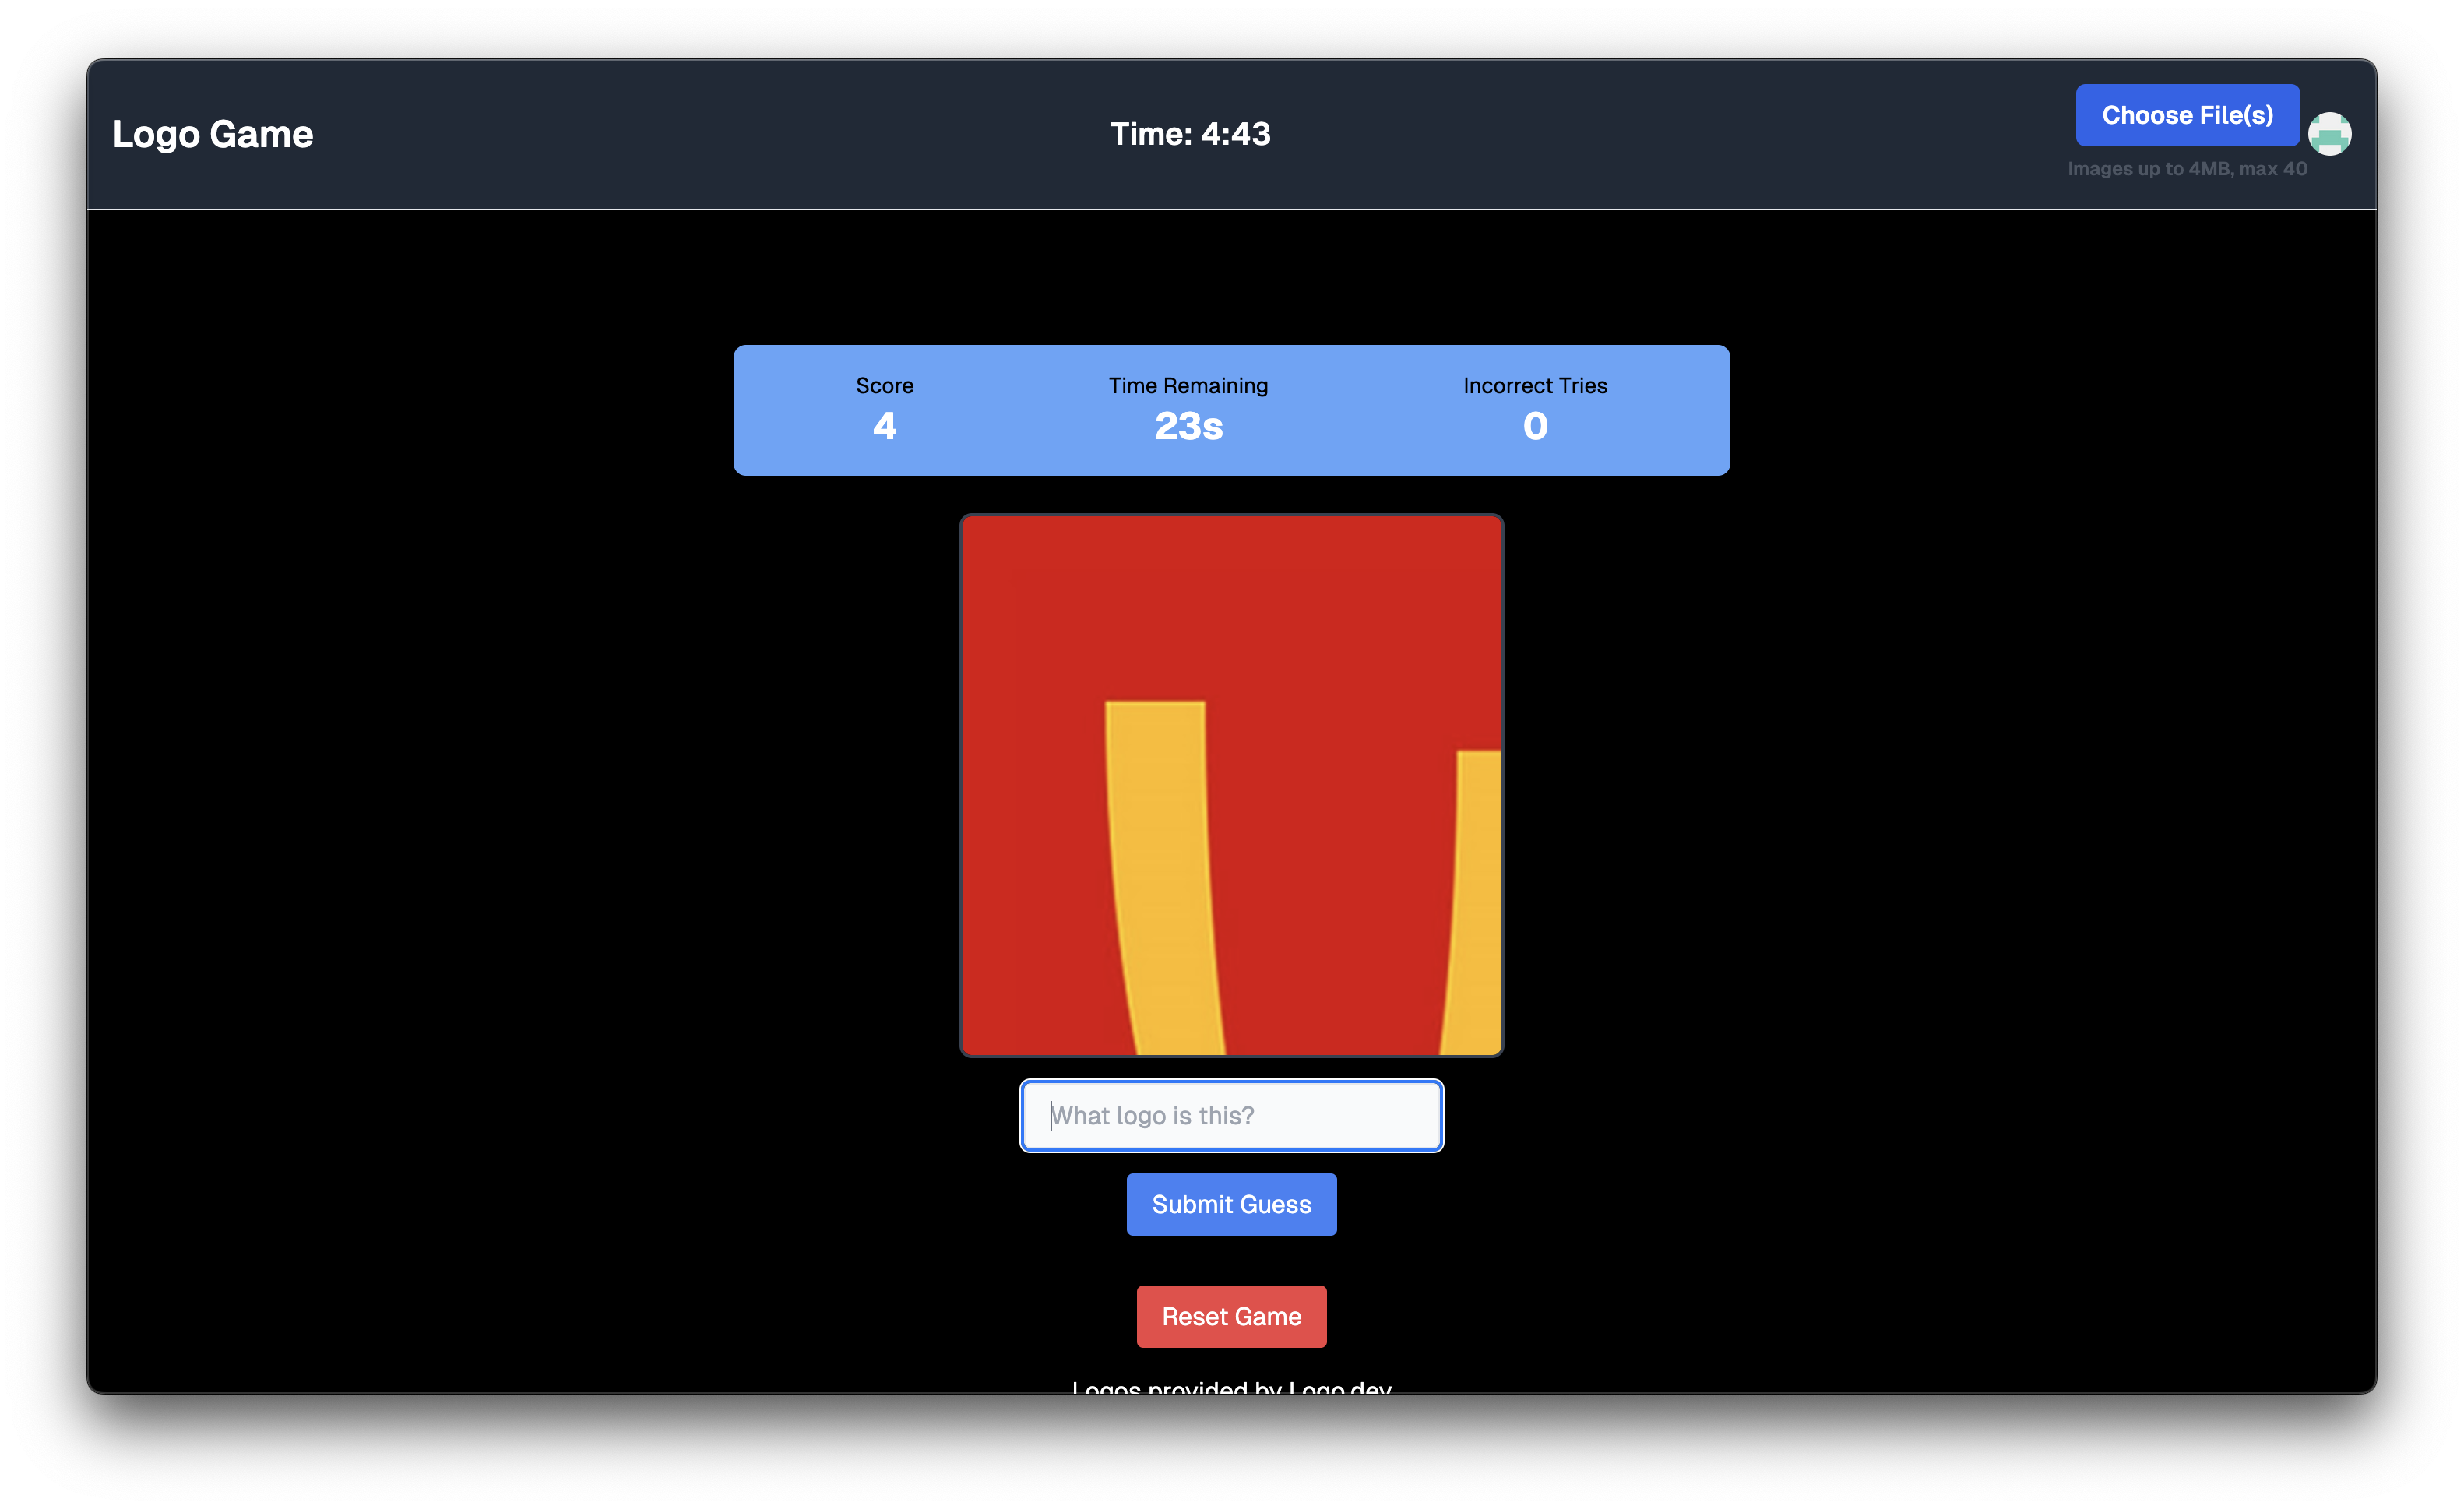 Logo Game
Time: 4:43
Choose File(s)
Images up to 4MB, max 40
Score
4
Time Remaining
23s
Incorrect Tries
0
What logo is this?
Submit Guess
Reset Game
Logos provided by Logo.dev